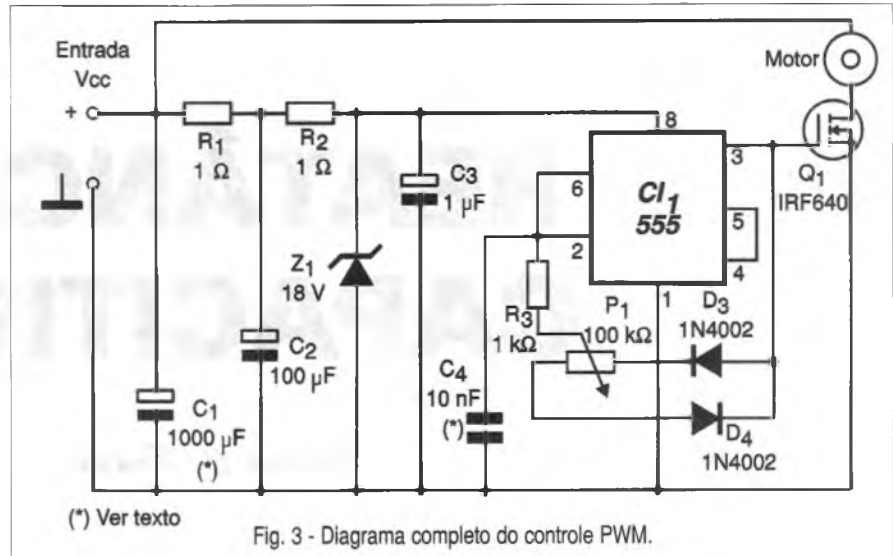 Entrada
Vcc
+
R1
1 Ω
R2
1 Ω
C3
1 µF
Z1
18 V
C2
100 µF
C1
1000 µF
(*)
8
3
6
CI1
555
5
2
4
1
Motor
Q1
IRF640
R3
1 kΩ
P1
100 kΩ
D3
1N4002
C4
10 nF
(*)
D4
1N4002
(*) Ver texto
Fig. 3 - Diagrama completo do controle PWM.